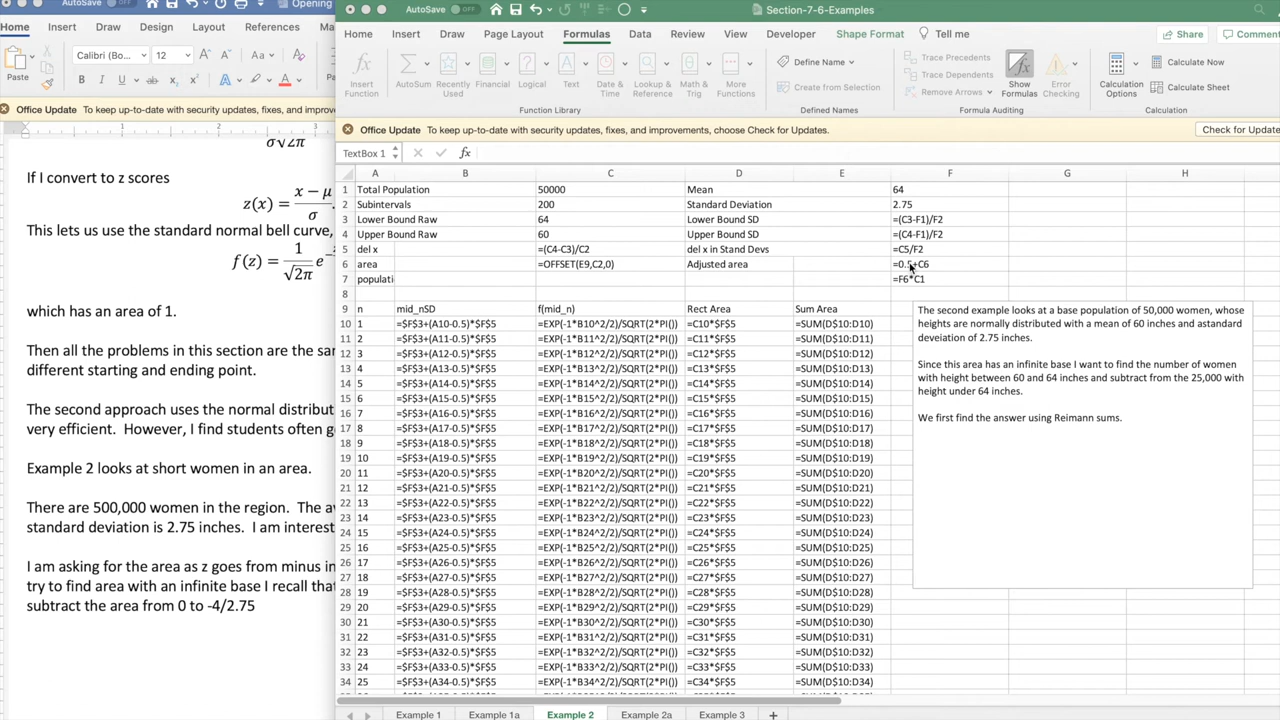 AutoSave OFF
Opening
Home Insert Draw Design Layout References
Paste
Calibri (Bo... 12
Office Update To keep up-to-date with security updates, fixes, and improv
σ√2π
If I convert to z scores
z(x) = (x − μ)/σ
This lets us use the standard normal bell curve,
f(z) = 1/√2π e
which has an area of 1.
Then all the problems in this section are the sa
different starting and ending point.
The second approach uses the normal distribut
very efficient. However, I find students often g
Example 2 looks at short women in an area.
There are 500,000 women in the region. The a
standard deviation is 2.75 inches. I am interest
I am asking for the area as z goes from minus in
try to find area with an infinite base I recall that
subtract the area from 0 to -4/2.75
AutoSave OFF
Section-7-6-Examples
Home Insert Draw Page Layout Formulas Data Review View Developer Shape Format Tell me
Share Comment
Insert Function
AutoSum
Recently Used
Financial
Logical
Text
Date & Time
Lookup & Reference
Math & Trig
More Functions
Function Library
Define Name
Create from Selection
Defined Names
Trace Precedents
Trace Dependents
Remove Arrows
Show Formulas
Error Checking
Formula Auditing
Calculation Options
Calculate Now
Calculate Sheet
Calculation
Office Update To keep up-to-date with security updates, fixes, and improvements, choose Check for Updates.
Check for Update
TextBox 1 fx
A B C D E F G H
1 Total Population 50000 Mean 64
2 Subintervals 200 Standard Deviation 2.75
3 Lower Bound Raw 64 Lower Bound SD =(C3-F1)/F2
4 Upper Bound Raw 60 Upper Bound SD =(C4-F1)/F2
5 del x =(C4-C3)/C2 del x in Stand Devs =C5/F2
6 area =OFFSET(E9,C2,0) Adjusted area =0.5+C6
7 populati =F6*C1
8
9 n mid_nSD f(mid_n) Rect Area Sum Area
10 1 =$F$3+(A10-0.5)*$F$5 =EXP(-1*B10^2/2)/SQRT(2*PI()) =C10*$F$5 =SUM(D$10:D10)
11 2 =$F$3+(A11-0.5)*$F$5 =EXP(-1*B11^2/2)/SQRT(2*PI()) =C11*$F$5 =SUM(D$10:D11)
12 3 =$F$3+(A12-0.5)*$F$5 =EXP(-1*B12^2/2)/SQRT(2*PI()) =C12*$F$5 =SUM(D$10:D12)
13 4 =$F$3+(A13-0.5)*$F$5 =EXP(-1*B13^2/2)/SQRT(2*PI()) =C13*$F$5 =SUM(D$10:D13)
14 5 =$F$3+(A14-0.5)*$F$5 =EXP(-1*B14^2/2)/SQRT(2*PI()) =C14*$F$5 =SUM(D$10:D14)
15 6 =$F$3+(A15-0.5)*$F$5 =EXP(-1*B15^2/2)/SQRT(2*PI()) =C15*$F$5 =SUM(D$10:D15)
16 7 =$F$3+(A16-0.5)*$F$5 =EXP(-1*B16^2/2)/SQRT(2*PI()) =C16*$F$5 =SUM(D$10:D16)
17 8 =$F$3+(A17-0.5)*$F$5 =EXP(-1*B17^2/2)/SQRT(2*PI()) =C17*$F$5 =SUM(D$10:D17)
18 9 =$F$3+(A18-0.5)*$F$5 =EXP(-1*B18^2/2)/SQRT(2*PI()) =C18*$F$5 =SUM(D$10:D18)
19 10 =$F$3+(A19-0.5)*$F$5 =EXP(-1*B19^2/2)/SQRT(2*PI()) =C19*$F$5 =SUM(D$10:D19)
20 11 =$F$3+(A20-0.5)*$F$5 =EXP(-1*B20^2/2)/SQRT(2*PI()) =C20*$F$5 =SUM(D$10:D20)
21 12 =$F$3+(A21-0.5)*$F$5 =EXP(-1*B21^2/2)/SQRT(2*PI()) =C21*$F$5 =SUM(D$10:D21)
22 13 =$F$3+(A22-0.5)*$F$5 =EXP(-1*B22^2/2)/SQRT(2*PI()) =C22*$F$5 =SUM(D$10:D22)
23 14 =$F$3+(A23-0.5)*$F$5 =EXP(-1*B23^2/2)/SQRT(2*PI()) =C23*$F$5 =SUM(D$10:D23)
24 15 =$F$3+(A24-0.5)*$F$5 =EXP(-1*B24^2/2)/SQRT(2*PI()) =C24*$F$5 =SUM(D$10:D24)
25 16 =$F$3+(A25-0.5)*$F$5 =EXP(-1*B25^2/2)/SQRT(2*PI()) =C25*$F$5 =SUM(D$10:D25)
26 17 =$F$3+(A26-0.5)*$F$5 =EXP(-1*B26^2/2)/SQRT(2*PI()) =C26*$F$5 =SUM(D$10:D26)
27 18 =$F$3+(A27-0.5)*$F$5 =EXP(-1*B27^2/2)/SQRT(2*PI()) =C27*$F$5 =SUM(D$10:D27)
28 19 =$F$3+(A28-0.5)*$F$5 =EXP(-1*B28^2/2)/SQRT(2*PI()) =C28*$F$5 =SUM(D$10:D28)
29 20 =$F$3+(A29-0.5)*$F$5 =EXP(-1*B29^2/2)/SQRT(2*PI()) =C29*$F$5 =SUM(D$10:D29)
30 21 =$F$3+(A30-0.5)*$F$5 =EXP(-1*B30^2/2)/SQRT(2*PI()) =C30*$F$5 =SUM(D$10:D30)
31 22 =$F$3+(A31-0.5)*$F$5 =EXP(-1*B31^2/2)/SQRT(2*PI()) =C31*$F$5 =SUM(D$10:D31)
32 23 =$F$3+(A32-0.5)*$F$5 =EXP(-1*B32^2/2)/SQRT(2*PI()) =C32*$F$5 =SUM(D$10:D32)
33 24 =$F$3+(A33-0.5)*$F$5 =EXP(-1*B33^2/2)/SQRT(2*PI()) =C33*$F$5 =SUM(D$10:D33)
34 25 =$F$3+(A34-0.5)*$F$5 =EXP(-1*B34^2/2)/SQRT(2*PI()) =C34*$F$5 =SUM(D$10:D34)
The second example looks at a base population of 50,000 women, whose
heights are normally distributed with a mean of 60 inches and astandard
deveiation of 2.75 inches.
Since this area has an infinite base I want to find the number of women
with height between 60 and 64 inches and subtract from the 25,000 with
height under 64 inches.
We first find the answer using Reimann sums.
Example 1 Example 1a Example 2 Example 2a Example 3 +